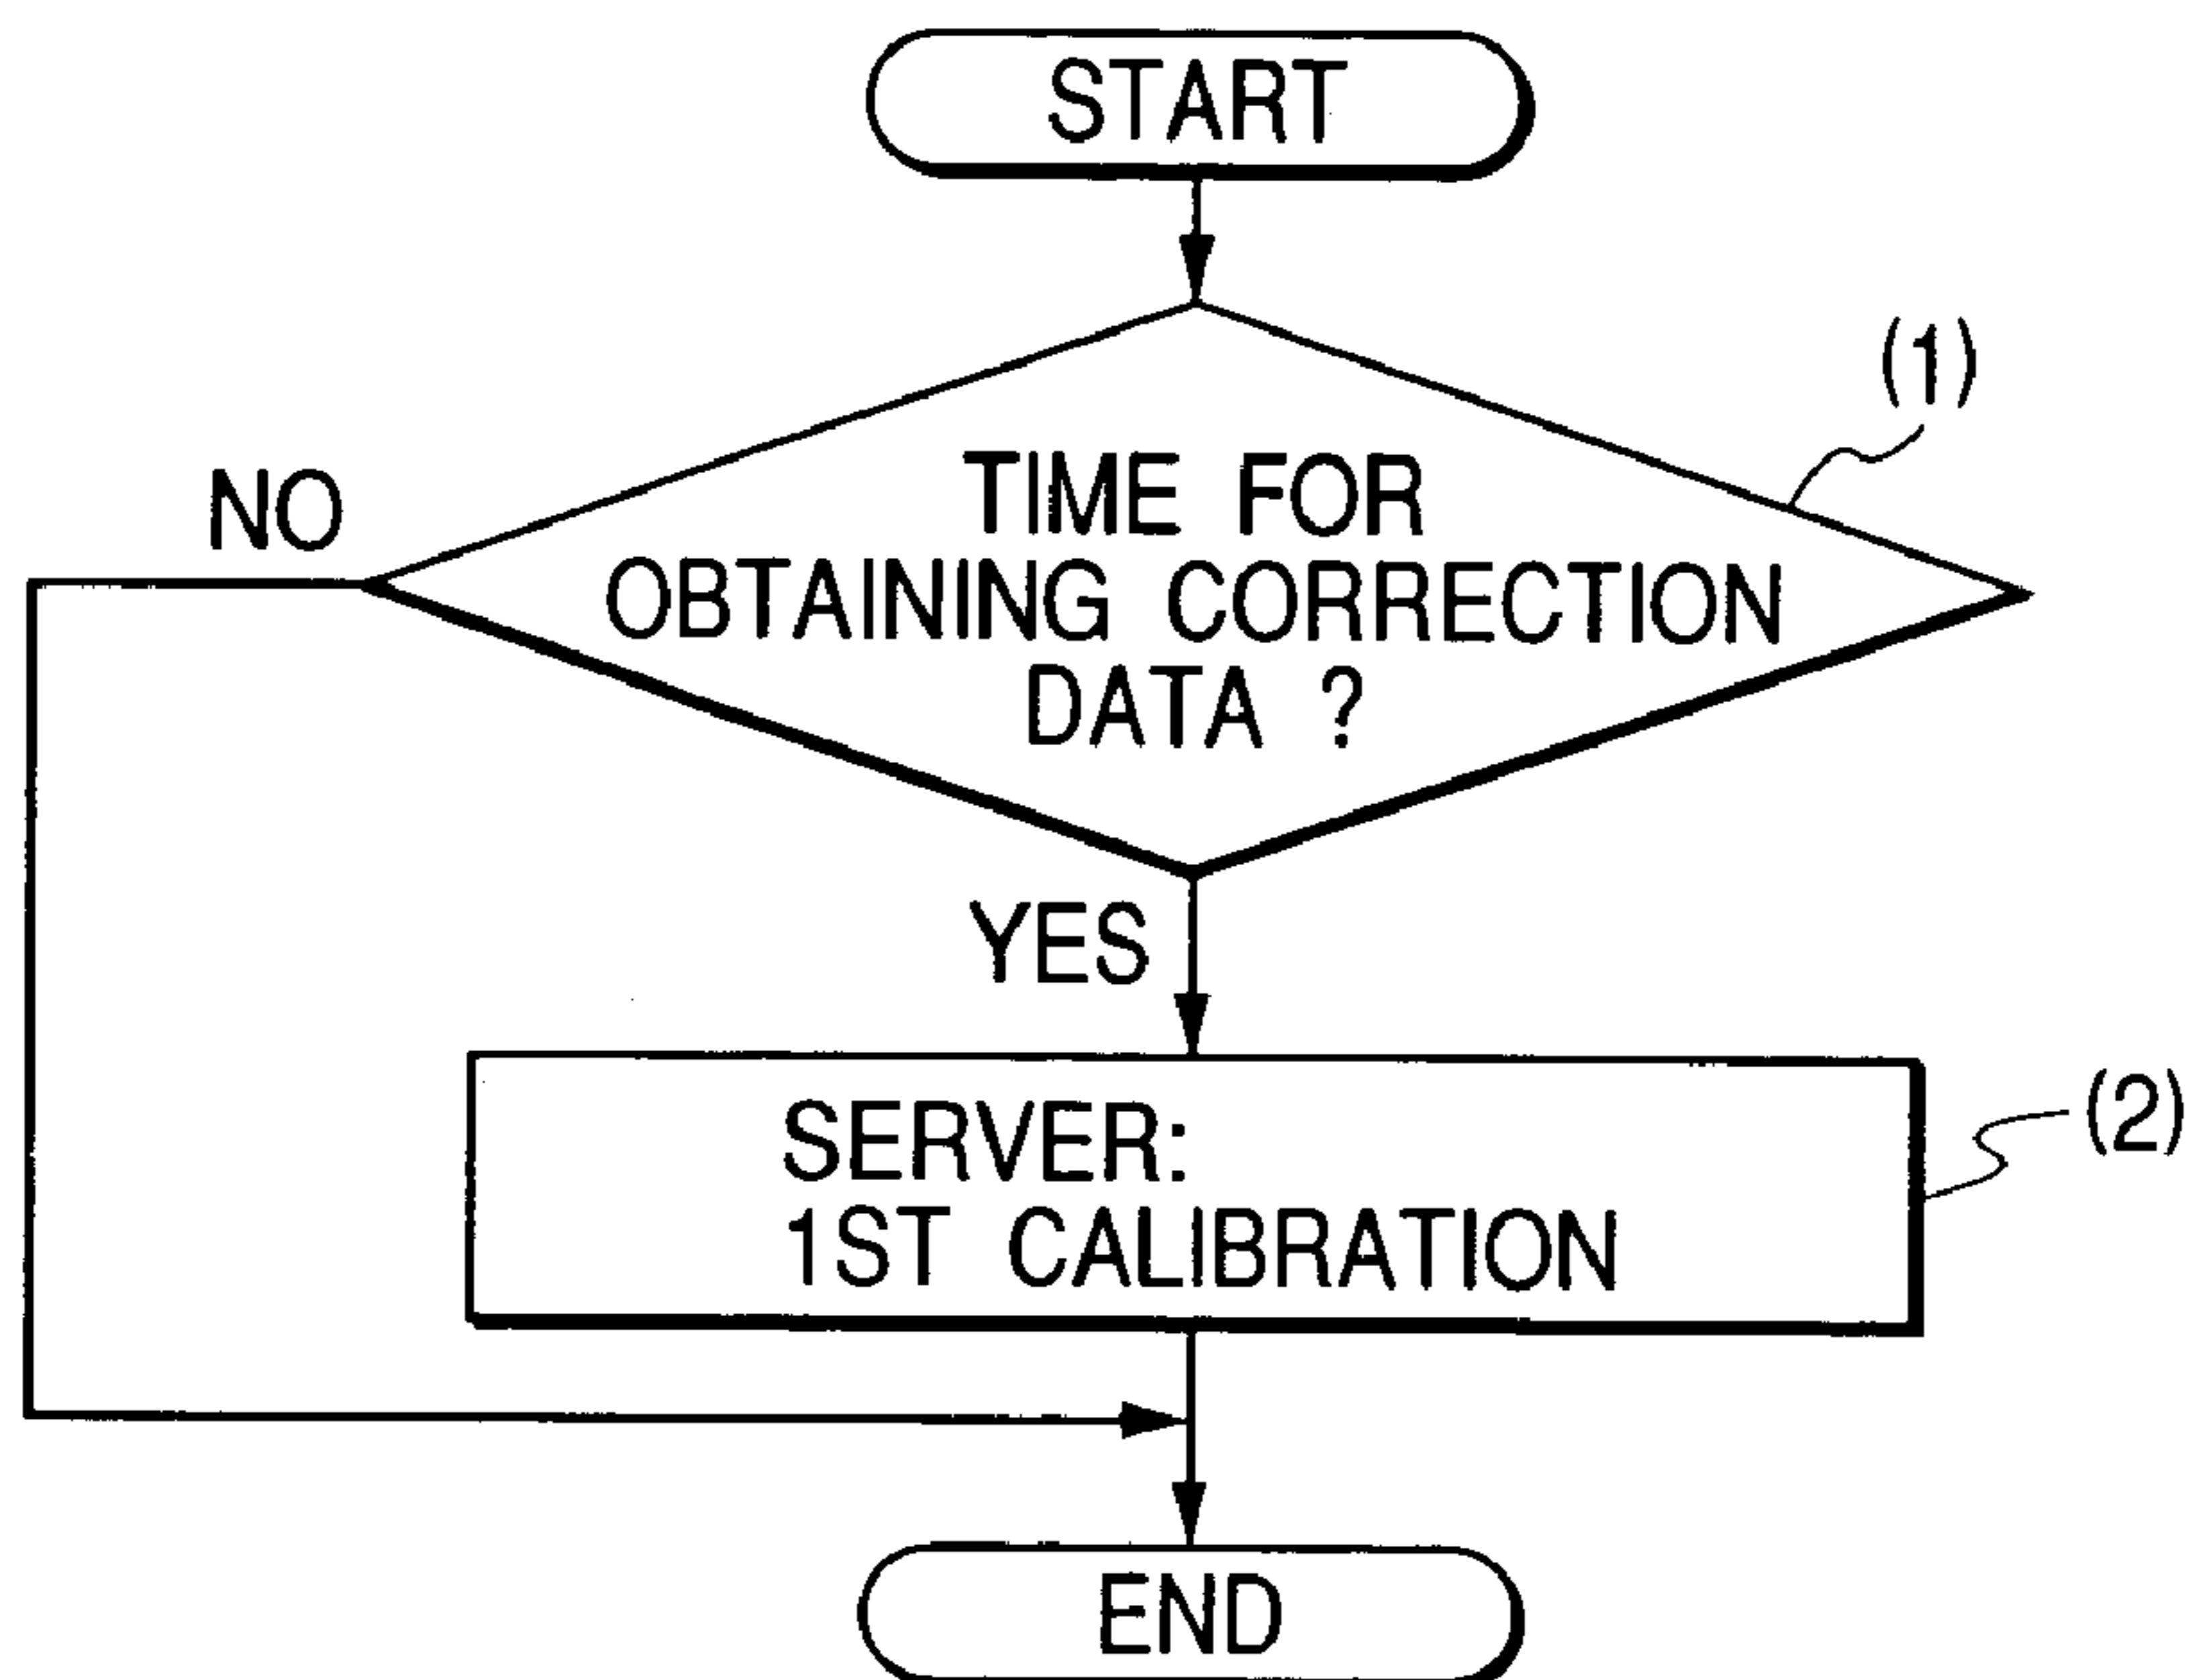 START
(1)
NO
TIME FOR
OBTAINING CORRECTION
DATA ?
YES
SERVER:
1ST CALIBRATION
(2)
END